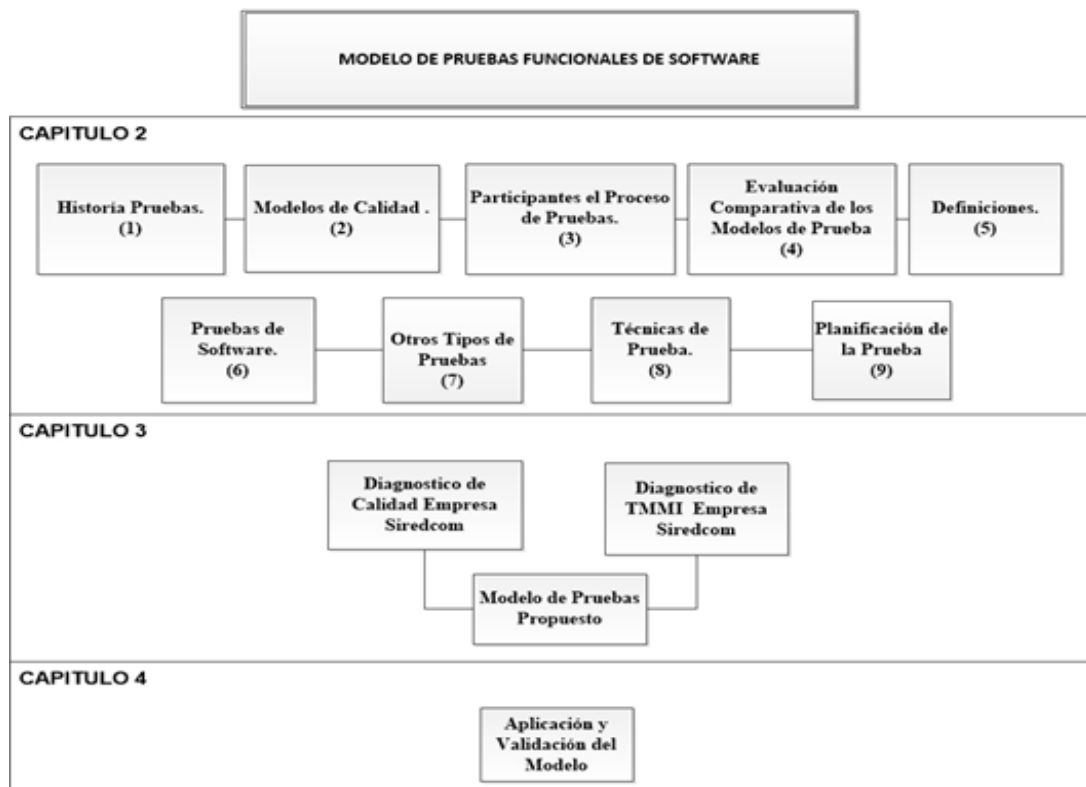 MODELO DE PRUEBAS FUNCIONALES DE SOFTWARE
CAPITULO 2
Historía Pruebas.
(1)
Modelos de Calidad .
(2)
Participantes el Proceso
de Pruebas.
(3)
Evaluación
Comparativa de los
Modelos de Prueba
(4)
Definiciones.
(5)
Pruebas de
Software.
(6)
Otros Tipos de
Pruebas
(7)
Técnicas de
Prueba.
(8)
Planificación de
la Prueba
(9)
CAPITULO 3
Diagnostico de
Calidad Empresa
Siredcom
Diagnostico de
TMMI Empresa
Siredcom
Modelo de Pruebas
Propuesto
CAPITULO 4
Aplicación y
Validación del
Modelo